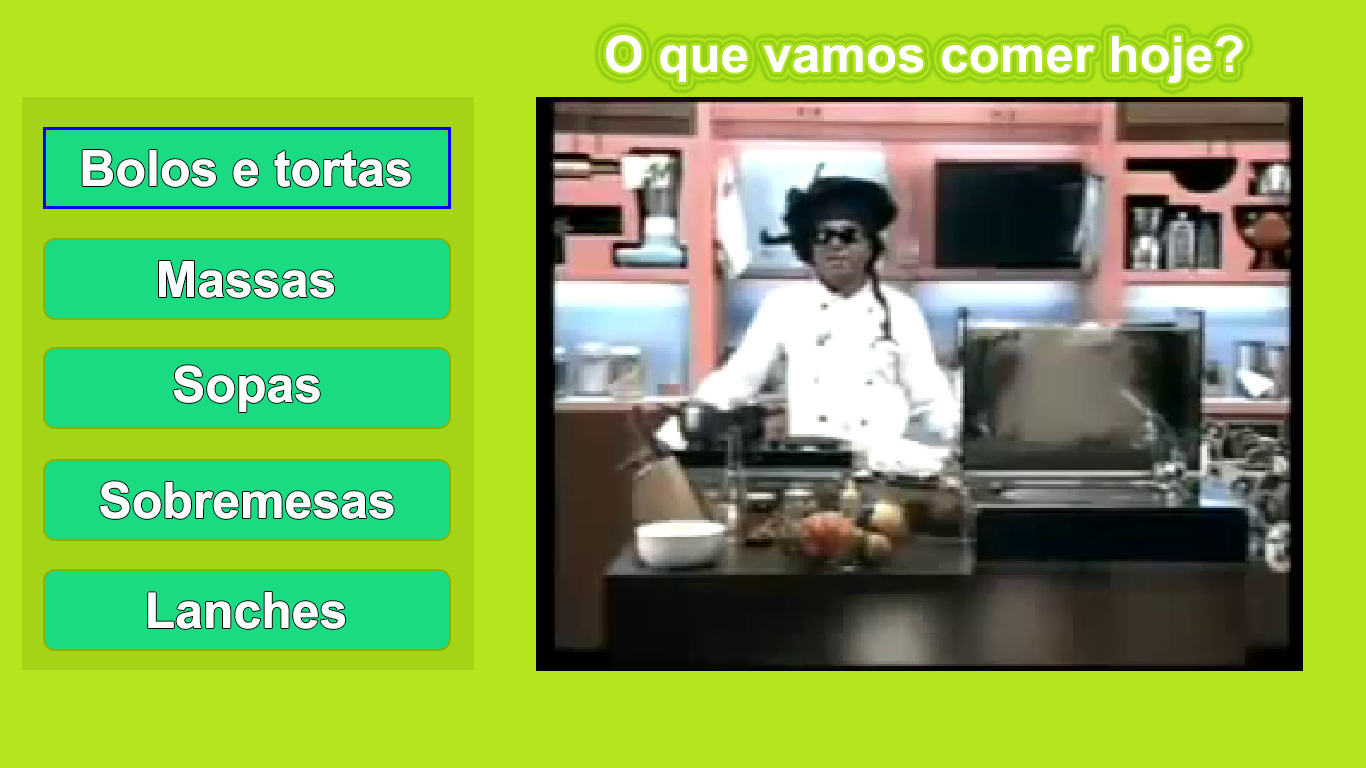 O que vamos comer hoje?
Bolos e tortas
Massas
Sopas
Sobremesas
Lanches